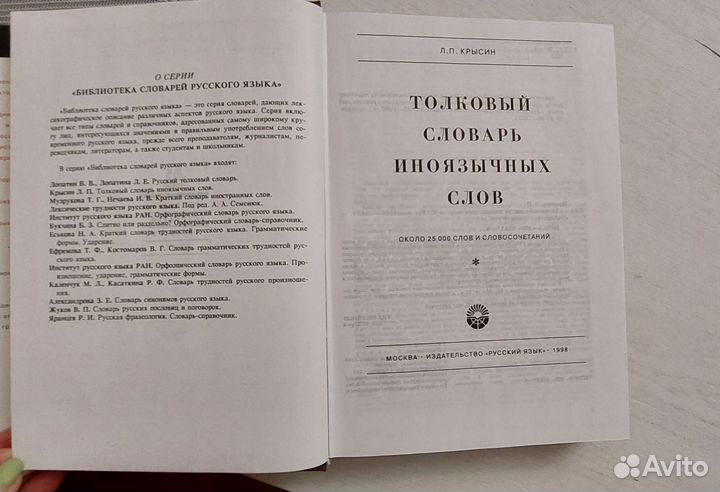 О СЕРИИ
«БИБЛИОТЕКА СЛОВАРЕЙ РУССКОГО ЯЗЫКА»
«Библиотека словарей русского языка» — это серия словарей, дающих лек-
сикографическое описание различных аспектов русского языка. Серия включ-
чает все типы словарей и справочников, адресованных самому широкому кру-
гу лиц, интересующихся значениями и правильным употреблением слов со-
временного русского языка, прежде всего преподавателям, журналистам, пе-
реводчикам, литераторам, а также студентам и школьникам.
В серию «Библиотека словарей русского языка» входят:
Лопатин В. В., Лопатина Л. Е. Русский толковый словарь.
Крысин Л. П. Толковый словарь иноязычных слов.
Музрукова Т. Г., Нечаева И. В. Краткий словарь иностранных слов.
Лексические трудности русского языка. Под ред. А. А. Семенюк.
Институт русского языка РАН. Орфографический словарь русского языка.
Букчина Б. З. Слитно или раздельно? Орфографический словарь-справочник.
Еськова Н. А. Краткий словарь трудностей русского языка. Грамматические
формы. Ударение.
Ефремова Т. Ф., Костомаров В. Г. Словарь грамматических трудностей рус-
ского языка.
Институт русского языка РАН. Орфоэпический словарь русского языка. Про-
изношение, ударение, грамматические формы.
Каленчук М. Л., Касаткина Р. Ф. Словарь трудностей русского произноше-
ния.
Александрова З. Е. Словарь синонимов русского языка.
Жуков В. П. Словарь русских пословиц и поговорок.
Яранцев Р. И. Русская фразеология. Словарь-справочник.
Л.П. КРЫСИН
ТОЛКОВЫЙ
СЛОВАРЬ
ИНОЯЗЫЧНЫХ
СЛОВ
ОКОЛО 25 000 СЛОВ И СЛОВОСОЧЕТАНИЙ
*
МОСКВА · ИЗДАТЕЛЬСТВО «РУССКИЙ ЯЗЫК» · 1998
Avito